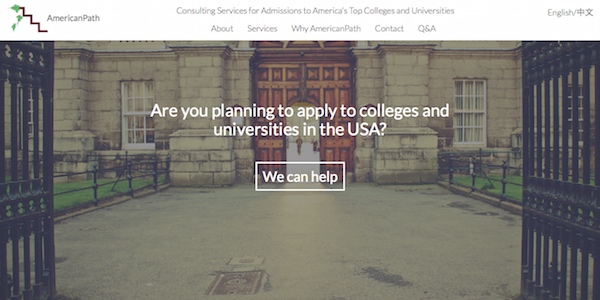 AmericanPath
Consulting Services for Admissions to America's Top Colleges and Universities
English/中文
About Services Why AmericanPath Contact Q&A
Are you planning to apply to colleges and
universities in the USA?
We can help